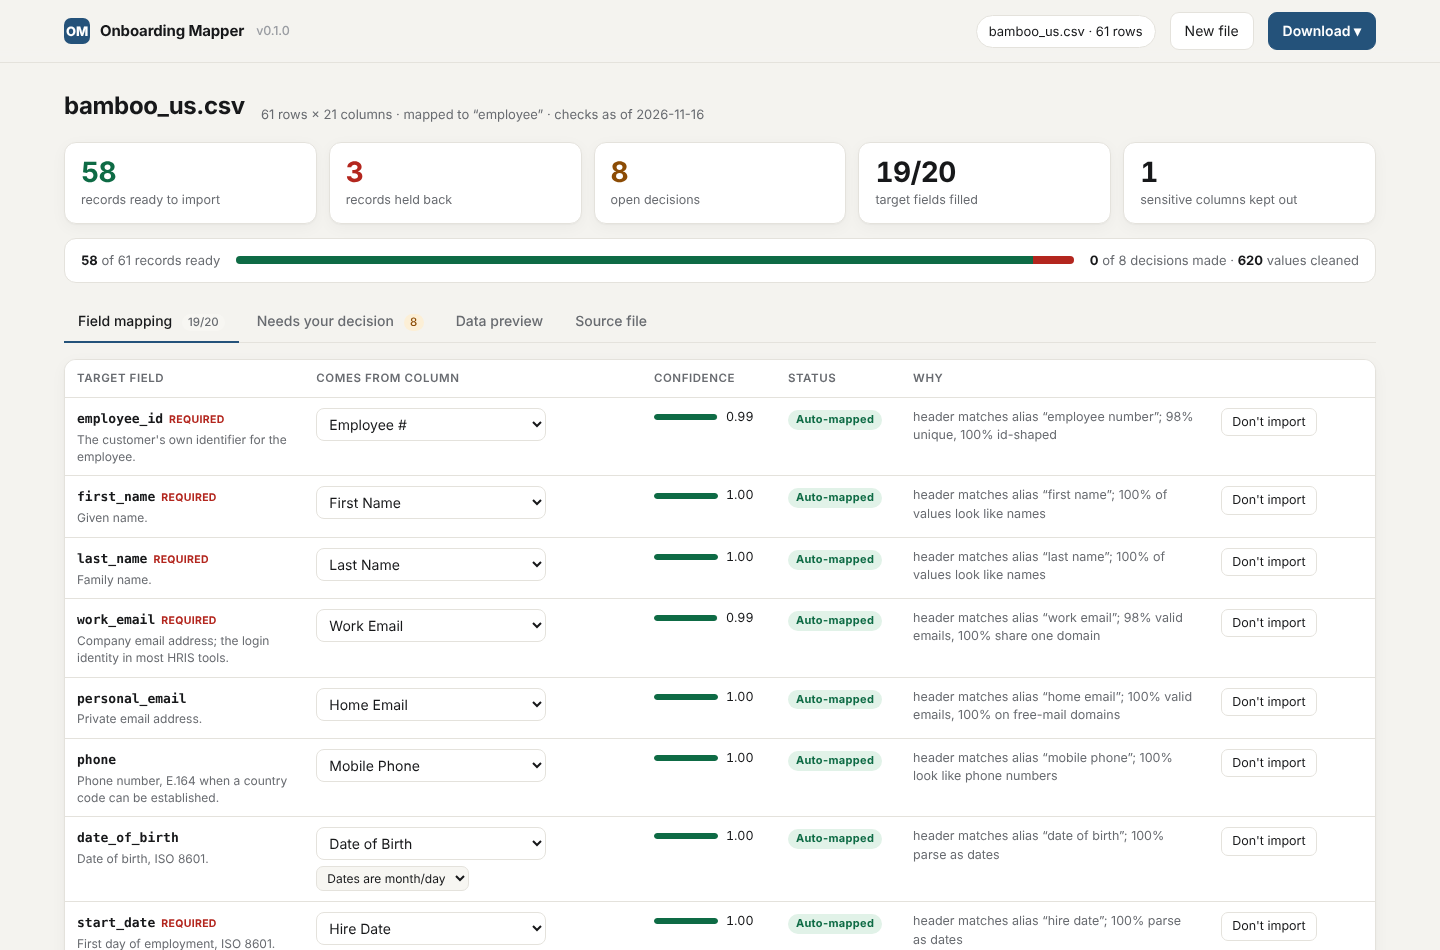 OM Onboarding Mapper v0.1.0 bamboo_us.csv · 61 rows New file Download ▾
bamboo_us.csv 61 rows × 21 columns · mapped to “employee” · checks as of 2026-11-16
58 3 8 19/20 1
records ready to import records held back open decisions target fields filled sensitive columns kept out
58 of 61 records ready 0 of 8 decisions made · 620 values cleaned
Field mapping 19/20 Needs your decision 8 Data preview Source file
TARGET FIELD COMES FROM COLUMN CONFIDENCE STATUS WHY
employee_id REQUIRED
The customer's own identifier for the
employee.
Employee #
0.99
Auto-mapped
header matches alias “employee number”; 98%
unique, 100% id-shaped
Don't import
first_name REQUIRED
Given name.
First Name
1.00
Auto-mapped
header matches alias “first name”; 100% of
values look like names
Don't import
last_name REQUIRED
Family name.
Last Name
1.00
Auto-mapped
header matches alias “last name”; 100% of
values look like names
Don't import
work_email REQUIRED
Company email address; the login
identity in most HRIS tools.
Work Email
0.99
Auto-mapped
header matches alias “work email”; 98% valid
emails, 100% share one domain
Don't import
personal_email
Private email address.
Home Email
1.00
Auto-mapped
header matches alias “home email”; 100% valid
emails, 100% on free-mail domains
Don't import
phone
Phone number, E.164 when a country
code can be established.
Mobile Phone
1.00
Auto-mapped
header matches alias “mobile phone”; 100%
look like phone numbers
Don't import
date_of_birth
Date of birth, ISO 8601.
Date of Birth
Dates are month/day
1.00
Auto-mapped
header matches alias “date of birth”; 100%
parse as dates
Don't import
start_date REQUIRED
First day of employment, ISO 8601.
Hire Date
1.00
Auto-mapped
header matches alias “hire date”; 100% parse
as dates
Don't import